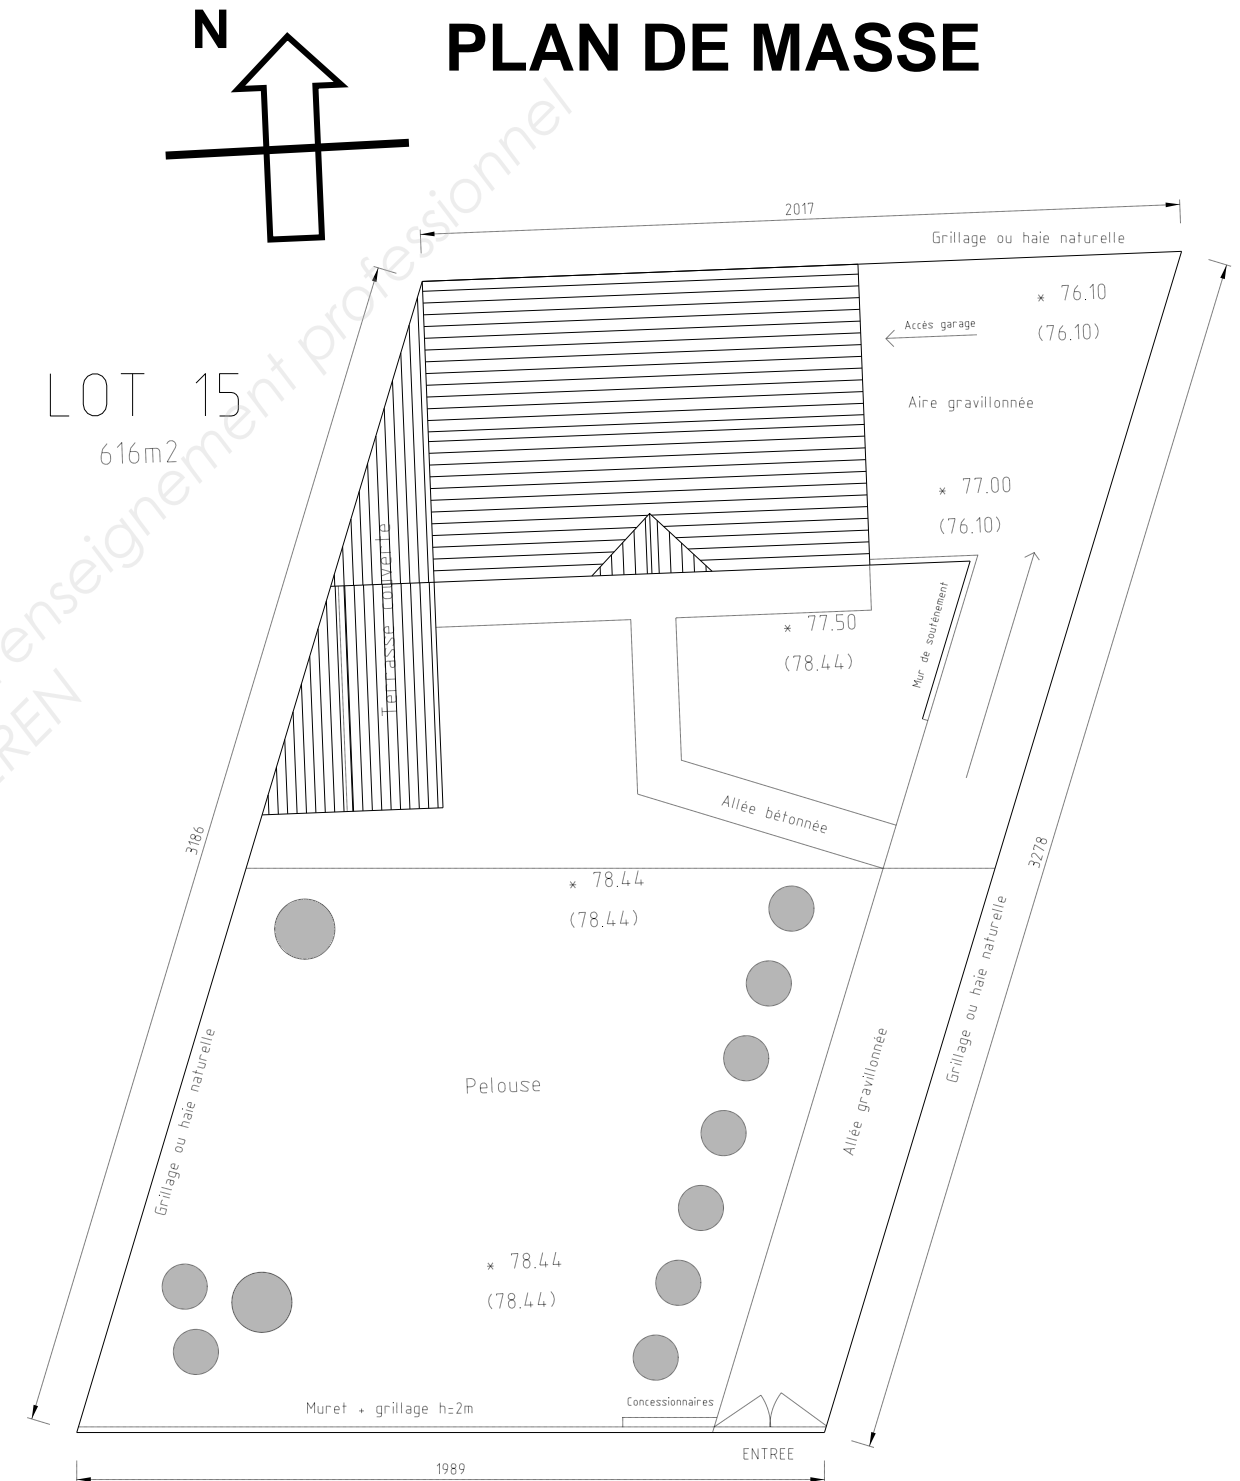 N
PLAN DE MASSE
2017
Grillage ou haie naturelle
* 76.10
(76.10)
Accès garage
LOT 15
616m2
Aire gravillonnée
* 77.00
(76.10)
Terrasse couverte
Mur de souténement
* 77.50
(78.44)
Allée bétonnée
3186
3278
* 78.44
(78.44)
Grillage ou haie naturelle
Grillage ou haie naturelle
Allée gravillonnée
Pelouse
* 78.44
(78.44)
Concessionnaires
Muret + grillage h=2m
ENTREE
1989
enseignement professionnel